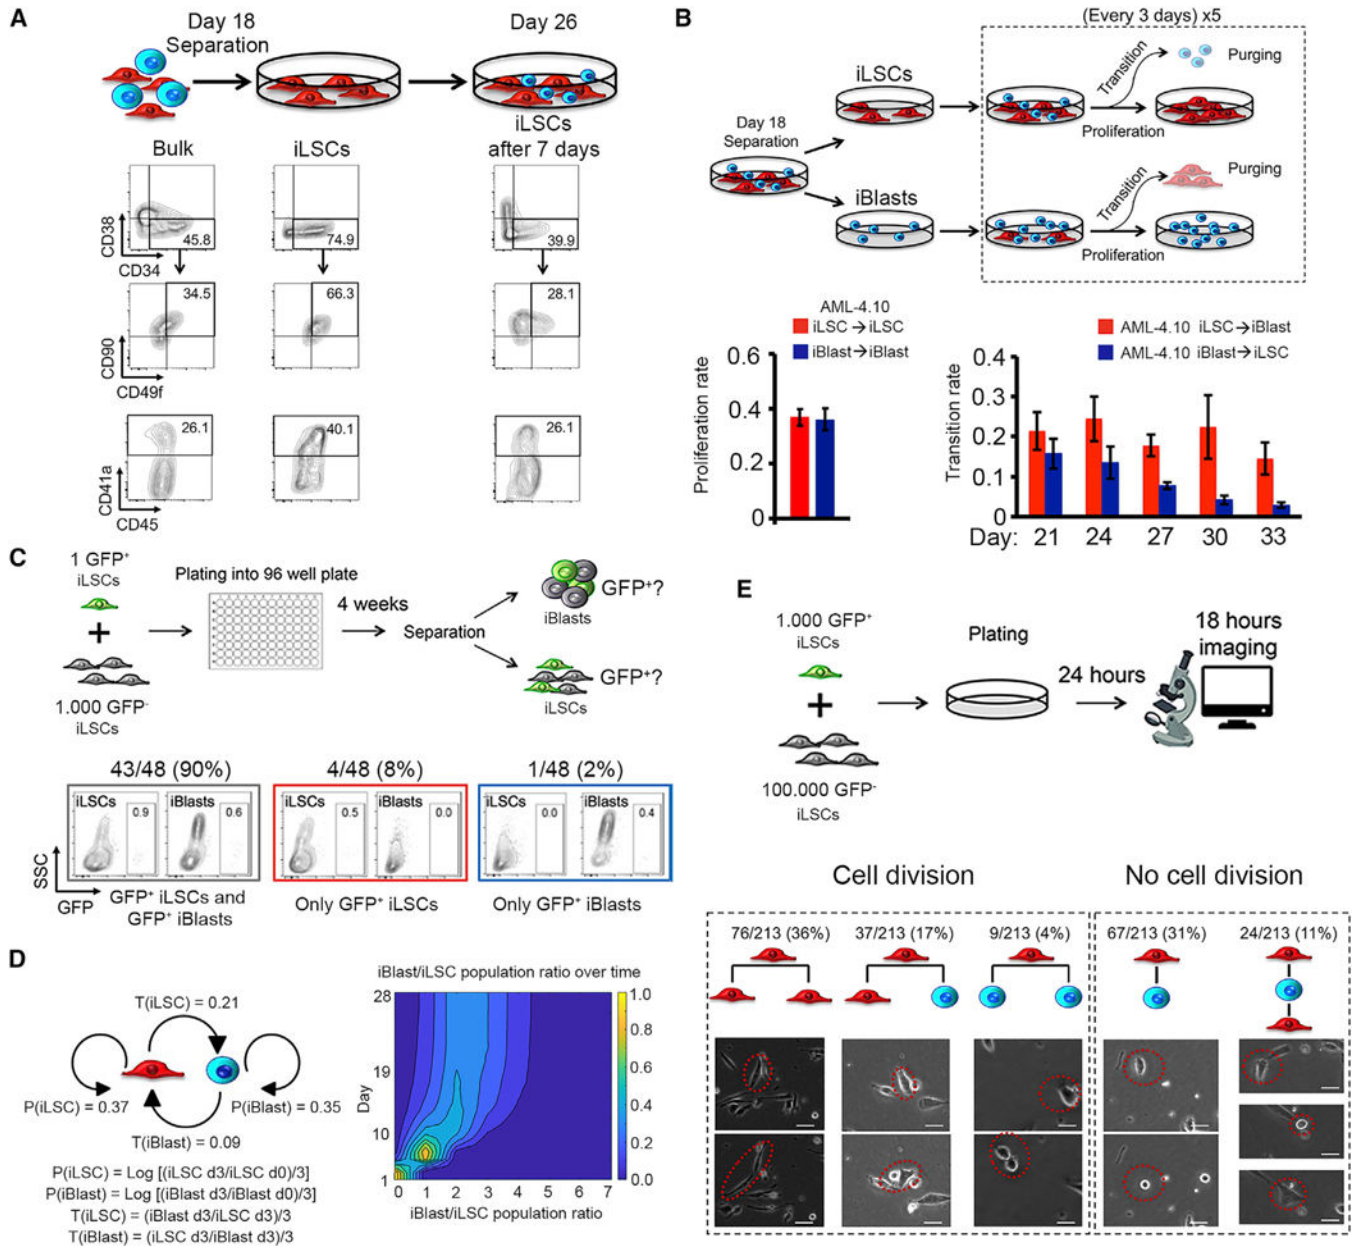 A
Day 18
Separation
Day 26
Bulk
iLSCs
iLSCs
after 7 days
CD38
CD34
45.8
74.9
39.9
CD90
CD49f
34.5
66.3
28.1
CD41a
CD45
26.1
40.1
26.1
B
(Every 3 days) x5
iLSCs
Transition
Purging
Proliferation
Day 18
Separation
iBlasts
Transition
Purging
Proliferation
AML-4.10
iLSC→iLSC
iBlast→iBlast
Proliferation rate
0.6
0.4
0.2
0
AML-4.10 iLSC→iBlast
AML-4.10 iBlast→iLSC
Transition rate
0.4
0.3
0.2
0.1
0
Day: 21 24 27 30 33
C
1 GFP⁺
iLSCs
+
1.000 GFP⁻
iLSCs
Plating into 96 well plate
4 weeks
Separation
GFP⁺?
iBlasts
GFP⁺?
iLSCs
43/48 (90%)
4/48 (8%)
1/48 (2%)
iLSCs
0.9
iBlasts
0.6
iLSCs
0.5
iBlasts
0.0
iLSCs
0.0
iBlasts
0.4
SSC
GFP
GFP⁺ iLSCs and
GFP⁺ iBlasts
Only GFP⁺ iLSCs
Only GFP⁺ iBlasts
D
T(iLSC) = 0.21
P(iLSC) = 0.37
P(iBlast) = 0.35
T(iBlast) = 0.09
P(iLSC) = Log [(iLSC d3/iLSC d0)/3]
P(iBlast) = Log [(iBlast d3/iBlast d0)/3]
T(iLSC) = (iBlast d3/iLSC d3)/3
T(iBlast) = (iLSC d3/iBlast d3)/3
iBlast/iLSC population ratio over time
Day
28
19
10
1
0 1 2 3 4 5 6 7
iBlast/iLSC population ratio
1.0
0.8
0.6
0.4
0.2
0.0
E
1.000 GFP⁺
iLSCs
+
100.000 GFP⁻
iLSCs
Plating
24 hours
18 hours
imaging
Cell division
No cell division
76/213 (36%)
37/213 (17%)
9/213 (4%)
67/213 (31%)
24/213 (11%)